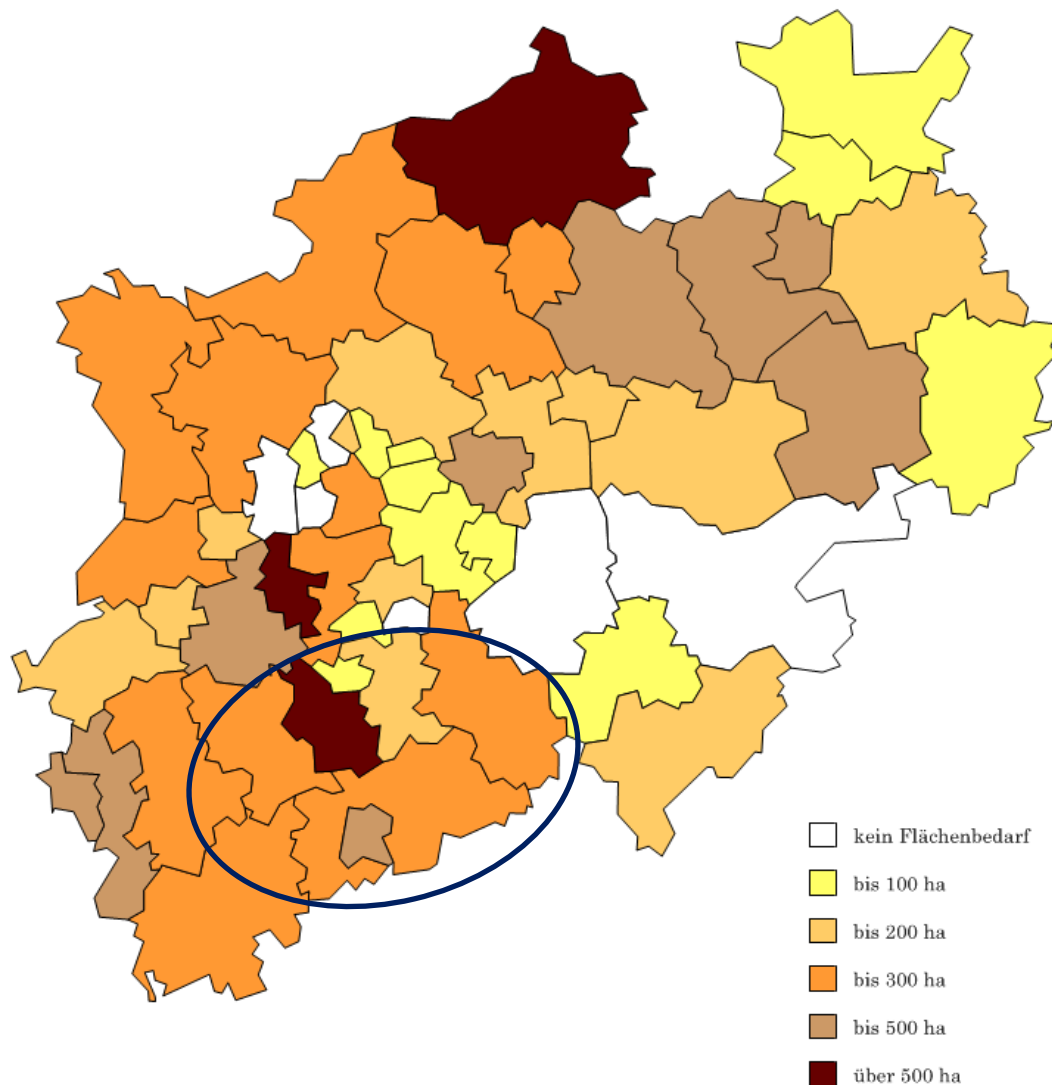 kein Flächenbedarf
bis 100 ha
bis 200 ha
bis 300 ha
bis 500 ha
über 500 ha